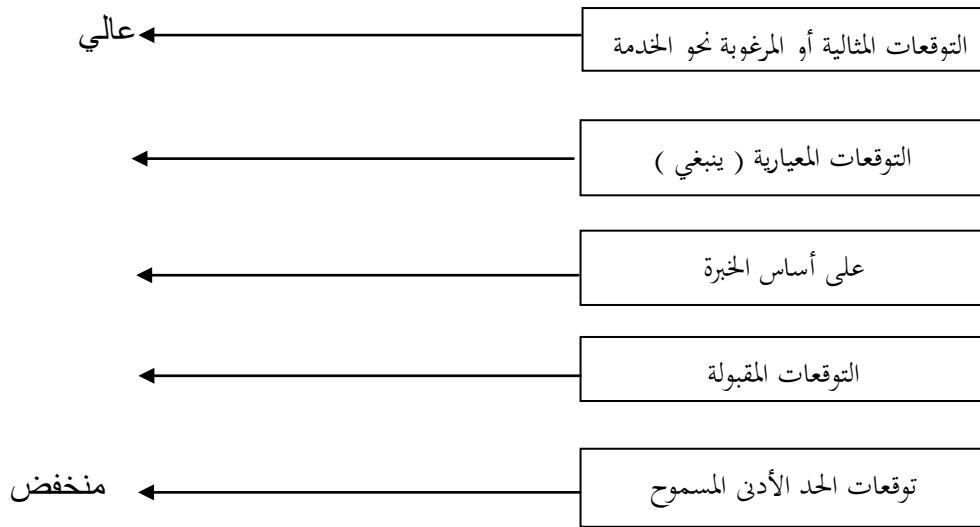 التوقعات المثالية أو المرغوبة نحو الخدمة
عالي
التوقعات المعيارية ( ينبغي )
على أساس الخبرة
التوقعات المقبولة
توقعات الحد الأدنى المسموح
منخفض